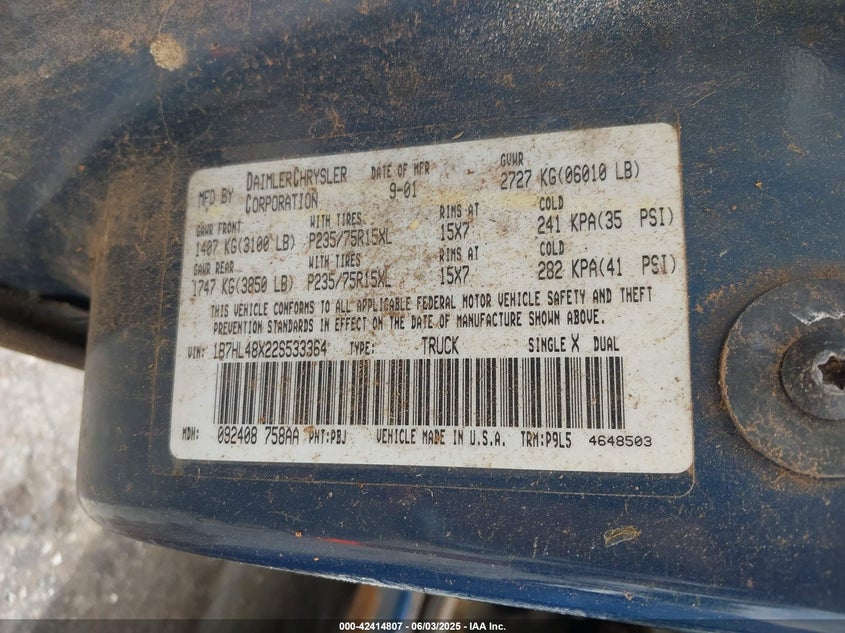 MFD BY DAIMLERCHRYSLER CORPORATION DATE OF MFR 9-01 GVWR 2727 KG(06010 LB)
GAWR FRONT WITH TIRES RIMS AT COLD
1407 KG(3100 LB) P235/75R15XL 15X7 241 KPA(35 PSI)
GAWR REAR WITH TIRES RIMS AT COLD
1747 KG(3850 LB) P235/75R15XL 15X7 282 KPA(41 PSI)
THIS VEHICLE CONFORMS TO ALL APPLICABLE FEDERAL MOTOR VEHICLE SAFETY AND THEFT
PREVENTION STANDARDS IN EFFECT ON THE DATE OF MANUFACTURE SHOWN ABOVE.
VIN: 1B7HL48X22S533364 TYPE: TRUCK SINGLE X DUAL
MDH: 092408 758AA PNT:PBJ VEHICLE MADE IN U.S.A. TRM:P9L5 4648503
000-42414807 - 06/03/2025 - IAA Inc.